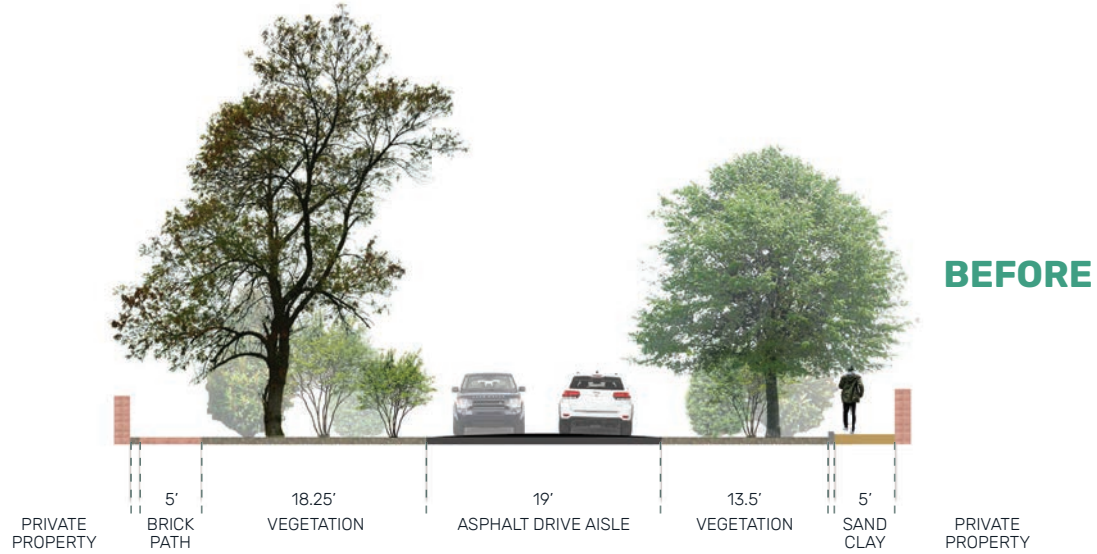 BEFORE
5’
18.25’
19’
13.5’
5’
PRIVATE
PROPERTY
BRICK
PATH
VEGETATION
ASPHALT DRIVE AISLE
VEGETATION
SAND
CLAY
PRIVATE
PROPERTY